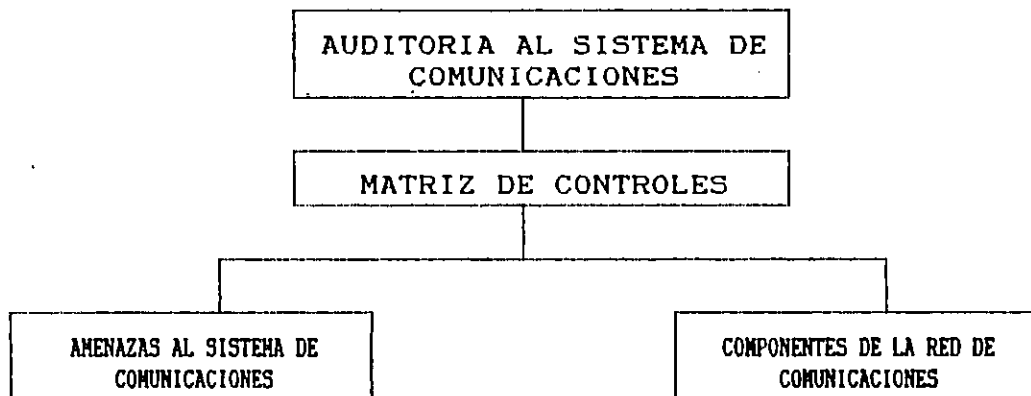 AUDITORIA AL SISTEMA DE
COMUNICACIONES
MATRIZ DE CONTROLES
AMENAZAS AL SISTEMA DE
COMUNICACIONES
COMPONENTES DE LA RED DE
COMUNICACIONES